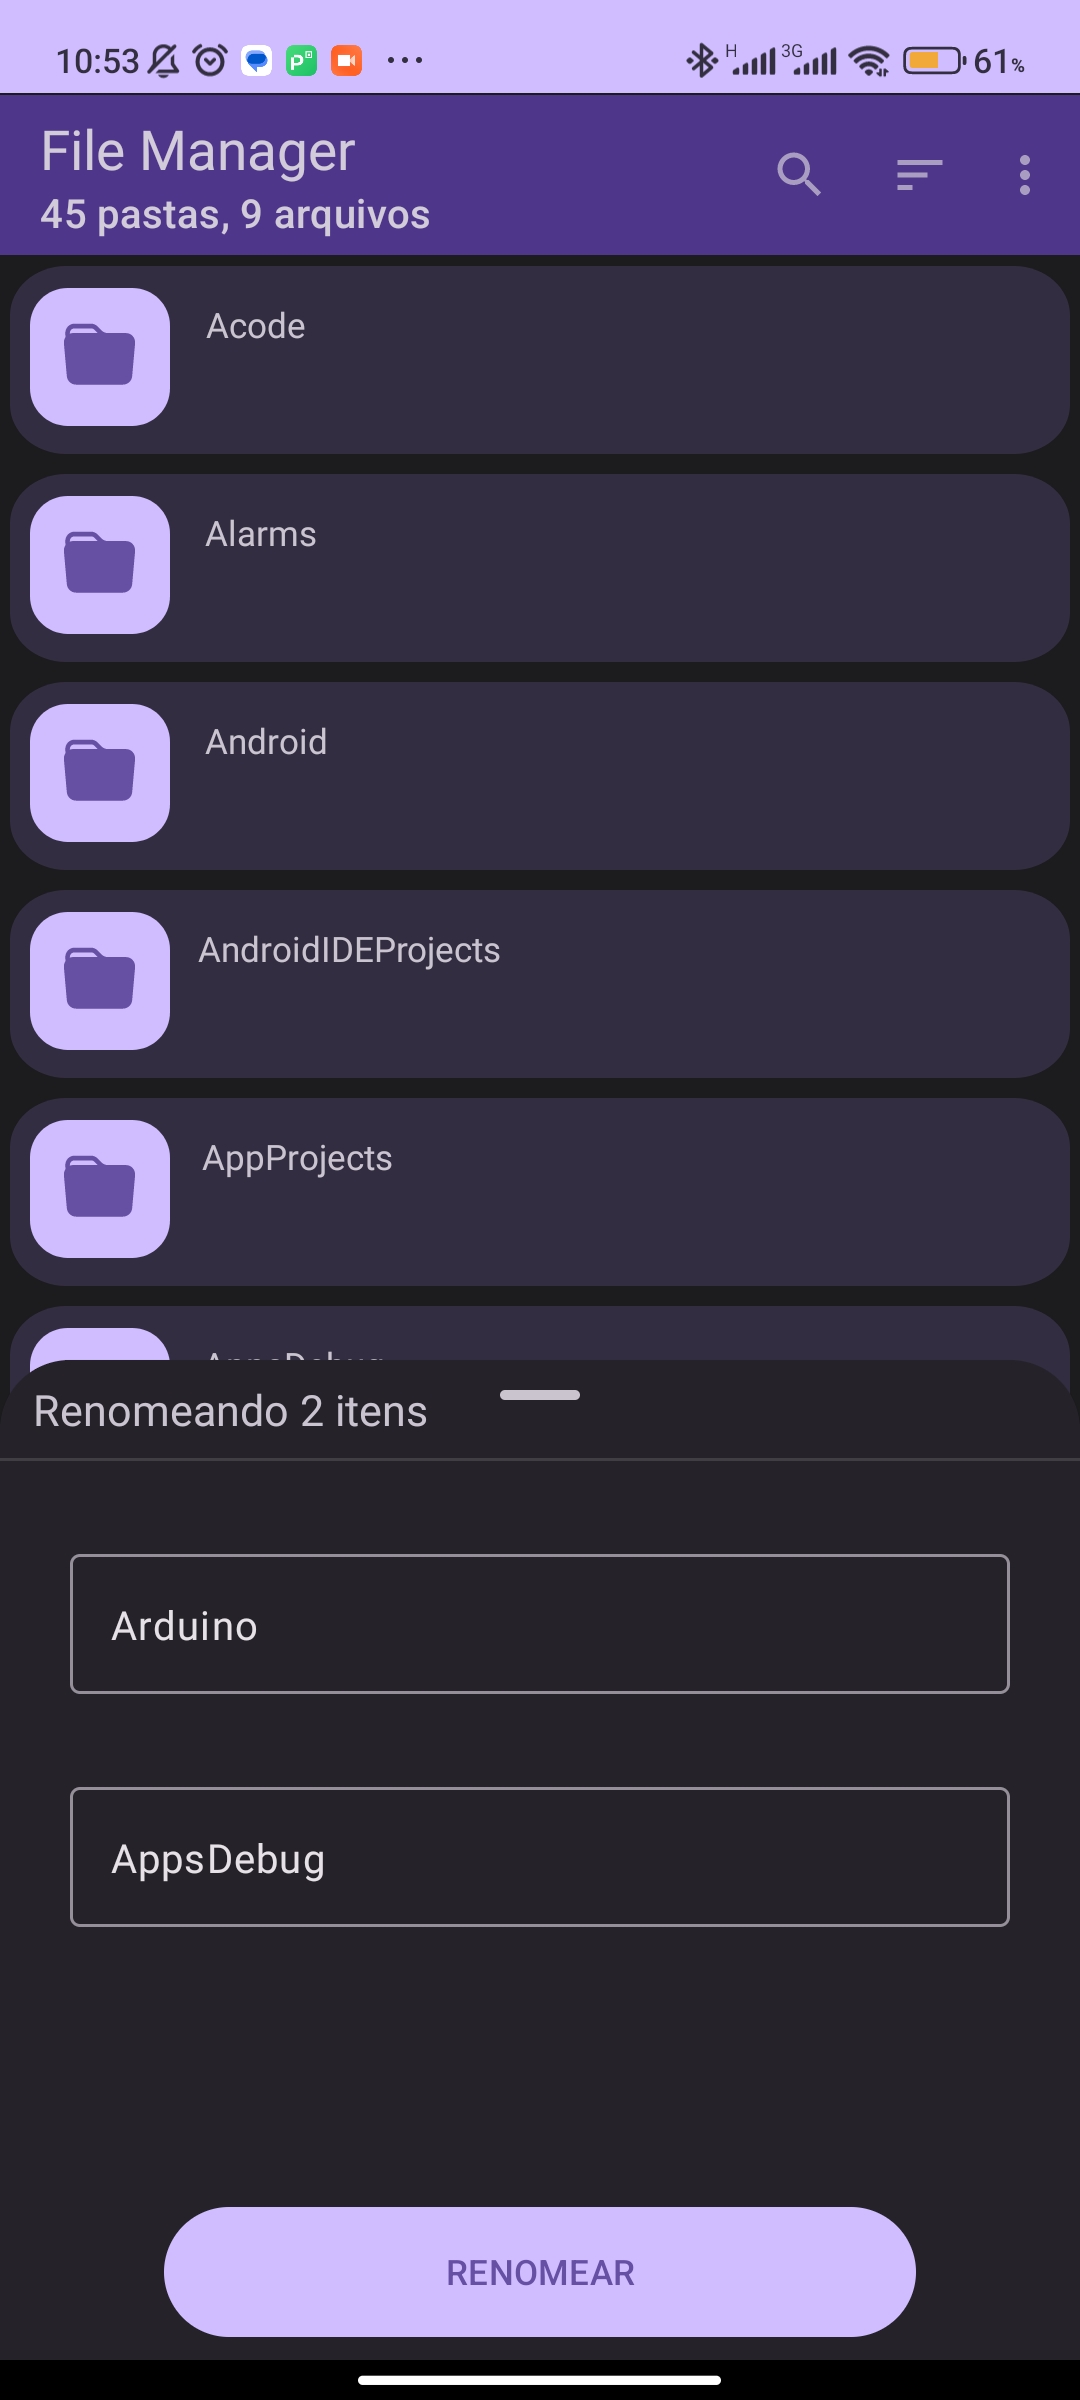 10:53 H 3G 61%
File Manager
45 pastas, 9 arquivos
Acode
Alarms
Android
AndroidIDEProjects
AppProjects
AppsDebug
Renomeando 2 itens
Arduino
AppsDebug
RENOMEAR